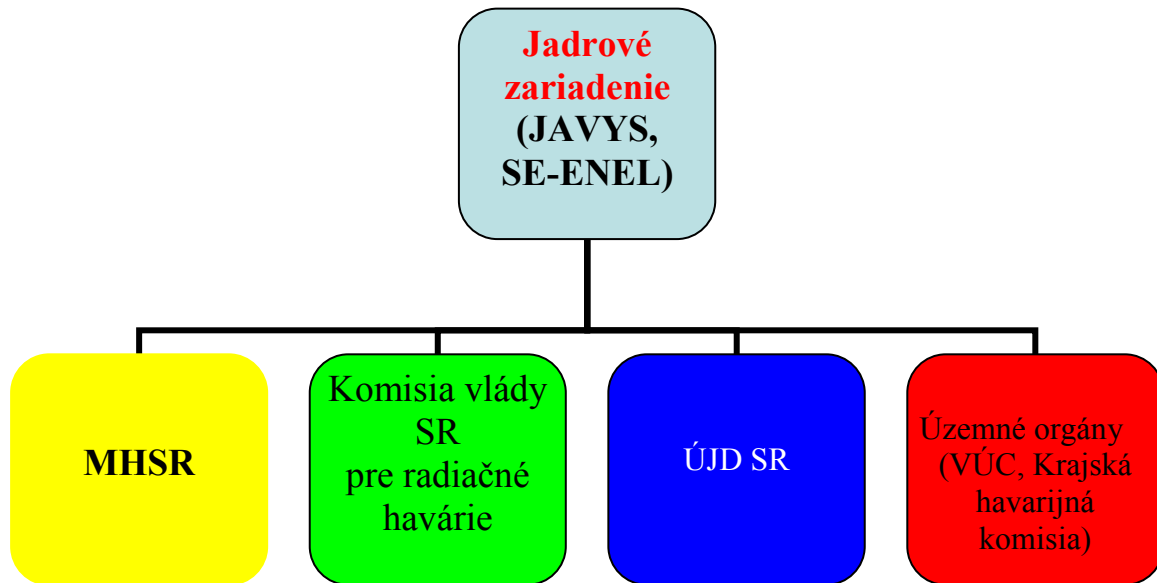 Jadrové
zariadenie
(JAVYS,
SE-ENEL)
MHSR
Komisia vlády
SR
pre radiačné
havárie
ÚJD SR
Územné orgány
(VÚC, Krajská
havarijná
komisia)